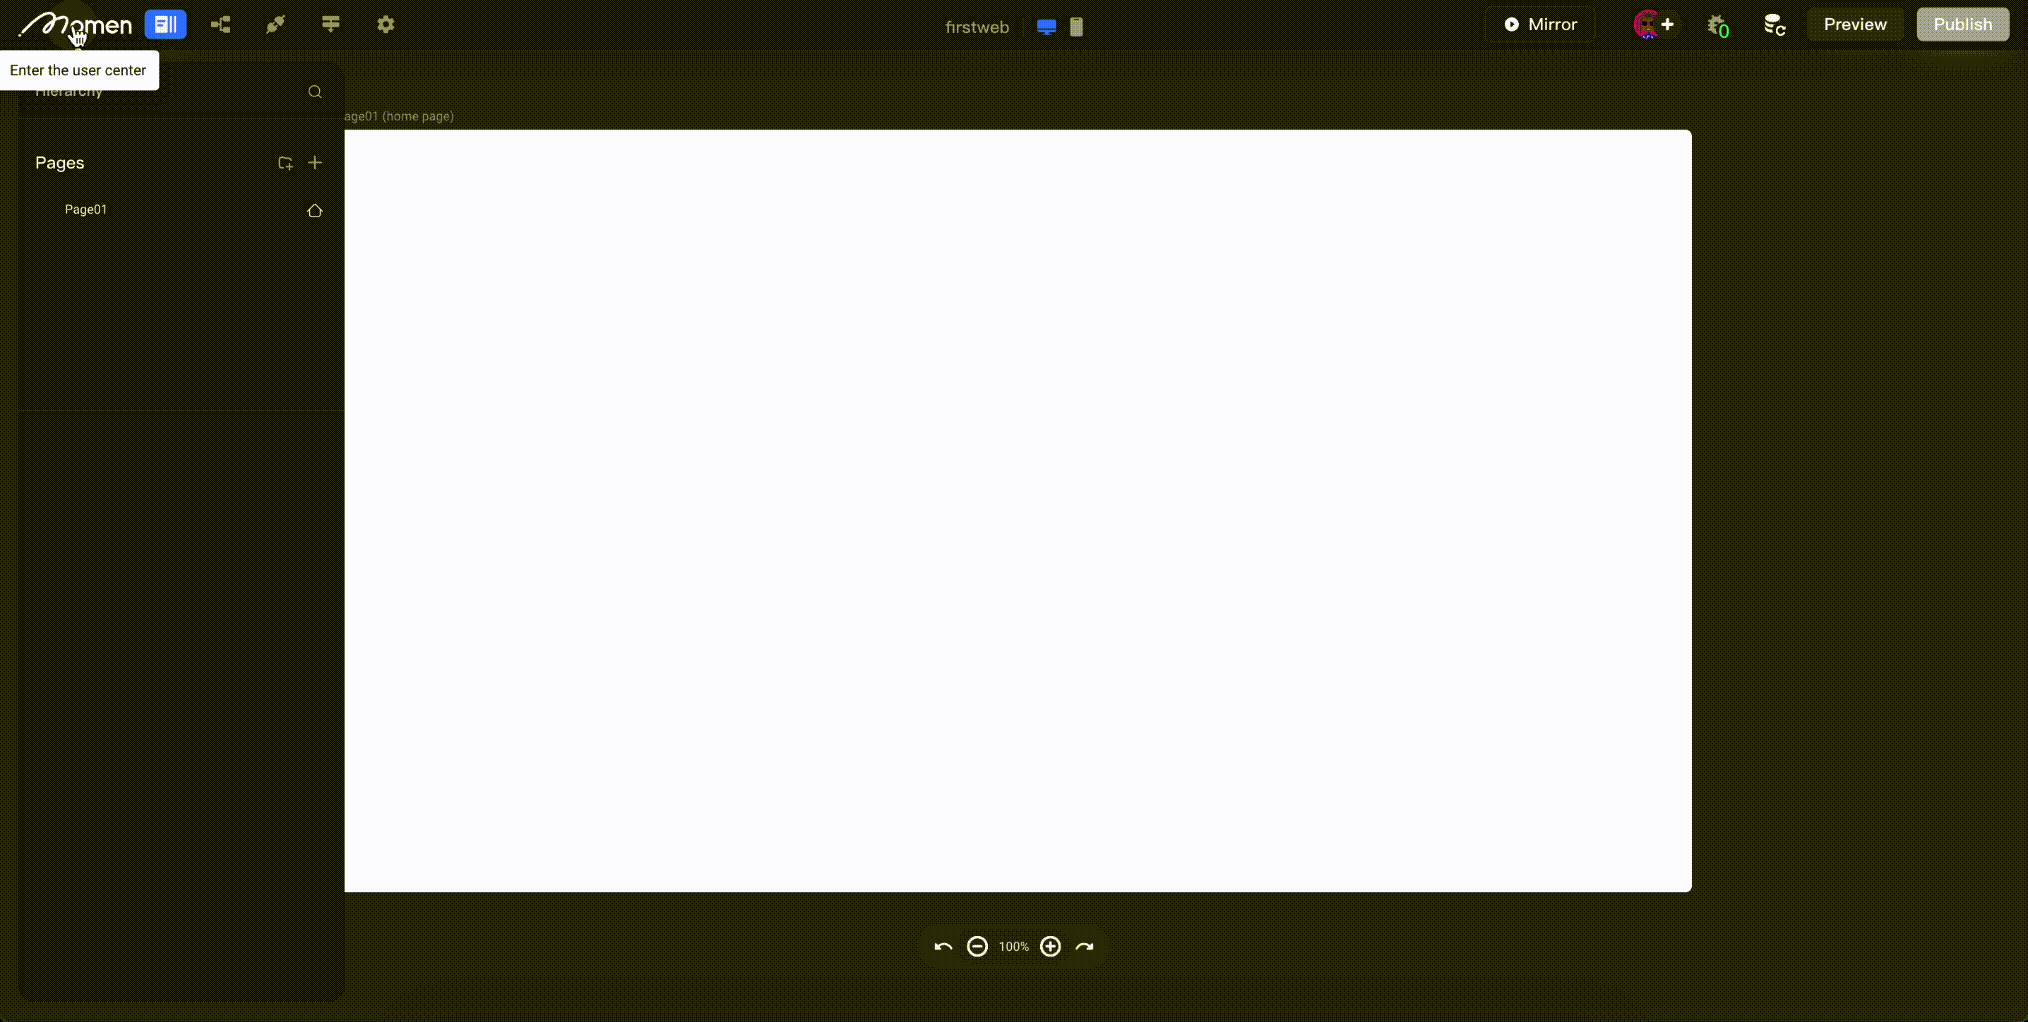 Momen
firstweb
Mirror
0
Preview
Publish
Enter the user center
Hierarchy
age01 (home page)
Pages
Page01
100%